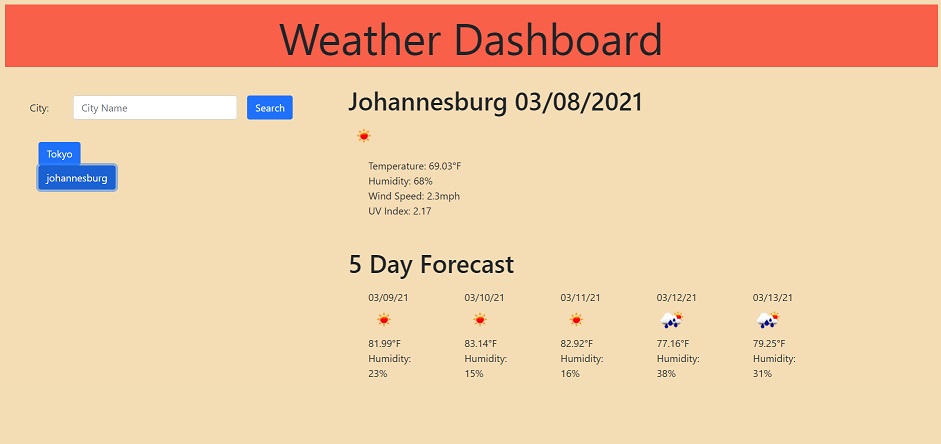 Weather Dashboard
City:
City Name
Search
Tokyo
johannesburg
Johannesburg 03/08/2021
Temperature: 69.03°F
Humidity: 68%
Wind Speed: 2.3mph
UV Index: 2.17
5 Day Forecast
03/09/21 03/10/21 03/11/21 03/12/21 03/13/21
81.99°F 83.14°F 82.92°F 77.16°F 79.25°F
Humidity: Humidity: Humidity: Humidity: Humidity:
23% 15% 16% 38% 31%